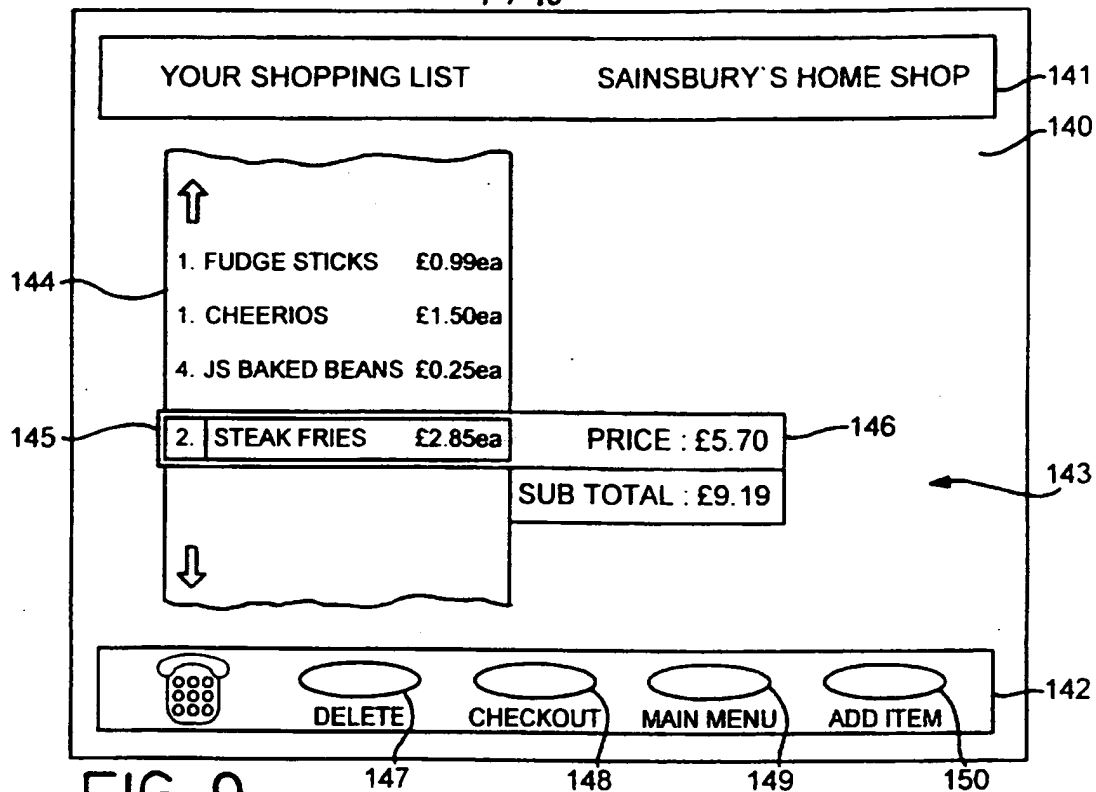 YOUR SHOPPING LIST SAINSBURY`S HOME SHOP
141
140
144
1. FUDGE STICKS £0.99ea
1. CHEERIOS £1.50ea
4. JS BAKED BEANS £0.25ea
145
2. STEAK FRIES £2.85ea PRICE : £5.70
146
143
SUB TOTAL : £9.19
142
DELETE CHECKOUT MAIN MENU ADD ITEM
147 148 149 150
FIG. 9